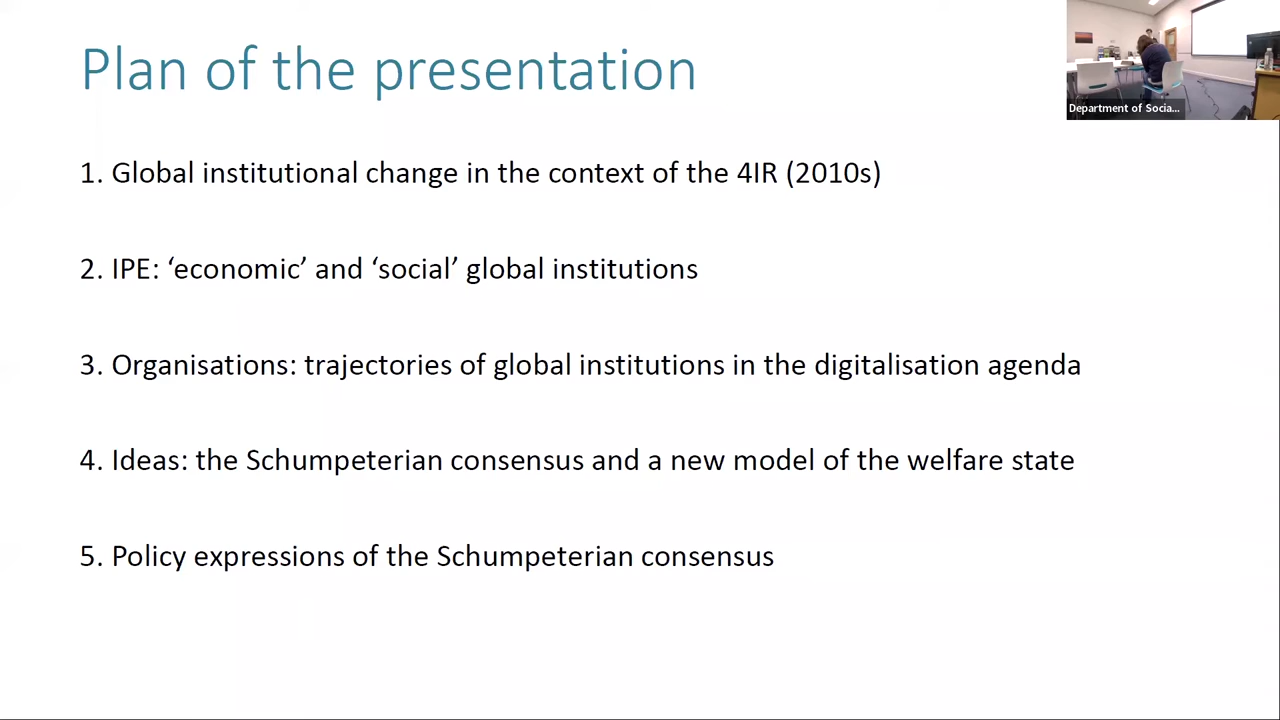 Plan of the presentation
Department of Socia...
1. Global institutional change in the context of the 4IR (2010s)
2. IPE: ‘economic’ and ‘social’ global institutions
3. Organisations: trajectories of global institutions in the digitalisation agenda
4. Ideas: the Schumpeterian consensus and a new model of the welfare state
5. Policy expressions of the Schumpeterian consensus